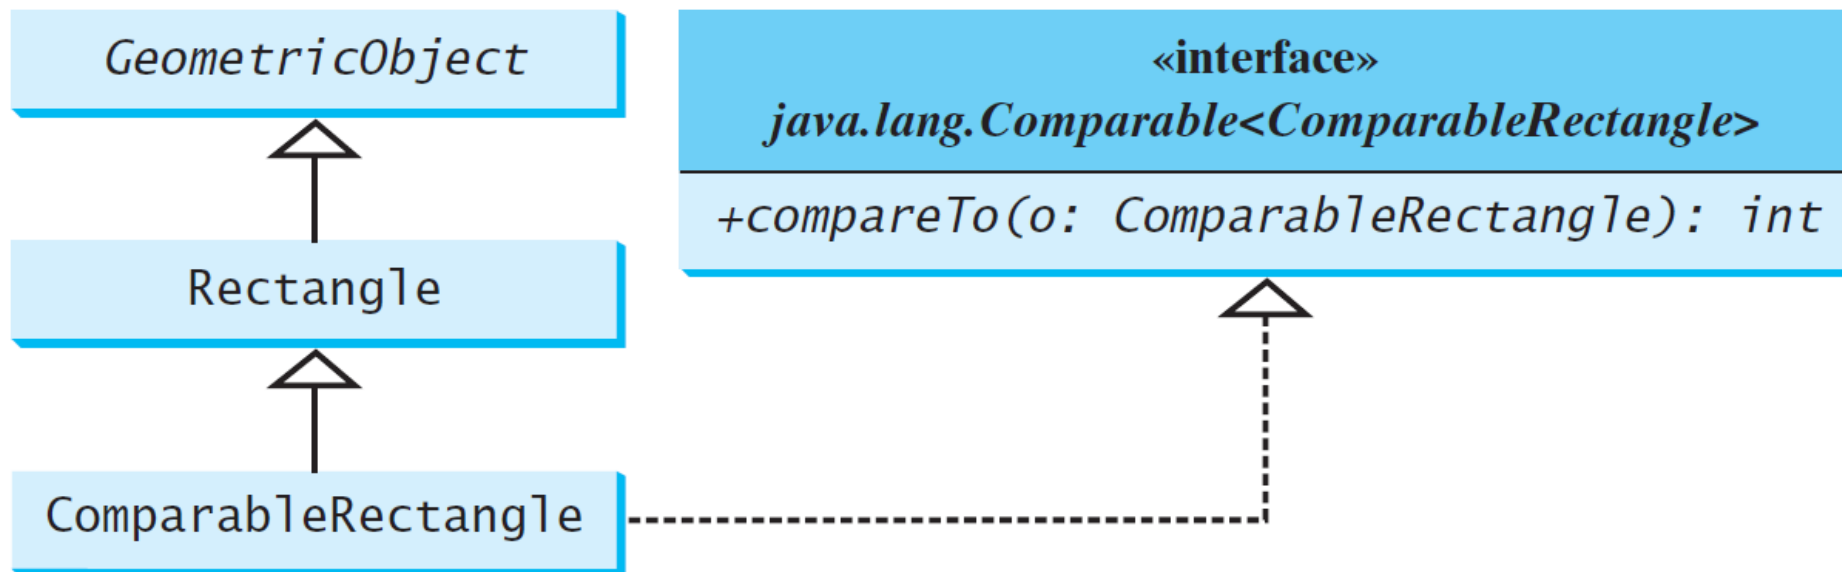 GeometricObject
«interface»
java.lang.Comparable<ComparableRectangle>
+compareTo(o: ComparableRectangle): int
Rectangle
ComparableRectangle